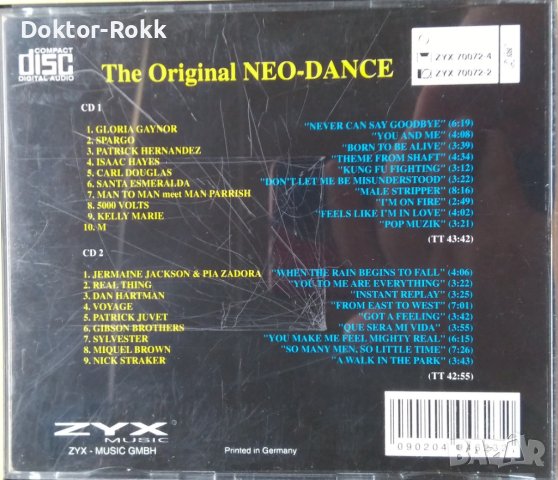 Doktor-Rokk
COMPACT
disc
DIGITAL AUDIO
The Original NEO-DANCE
ZYX 70072-4
ZYX 70072-2
CD 1
1. GLORIA GAYNOR "NEVER CAN SAY GOODBYE" (6:19)
2. SPARGO "YOU AND ME" (4:08)
3. PATRICK HERNANDEZ "BORN TO BE ALIVE" (3:39)
4. ISAAC HAYES "THEME FROM SHAFT" (4:34)
5. CARL DOUGLAS "KUNG FU FIGHTING" (3:12)
6. SANTA ESMERALDA "DON'T LET ME BE MISUNDERSTOOD" (3:22)
7. MAN TO MAN meet MAN PARRISH "MALE STRIPPER" (8:16)
8. 5000 VOLTS "I'M ON FIRE" (2:49)
9. KELLY MARIE "FEELS LIKE I'M IN LOVE" (4:02)
10. M "POP MUZIK" (3:21)
(TT 43:42)
CD 2
1. JERMAINE JACKSON & PIA ZADORA "WHEN THE RAIN BEGINS TO FALL" (4:06)
2. REAL THING "YOU TO ME ARE EVERYTHING" (3:22)
3. DAN HARTMAN "INSTANT REPLAY" (3:25)
4. VOYAGE "FROM EAST TO WEST" (7:01)
5. PATRICK JUVET "GOT A FEELING" (3:42)
6. GIBSON BROTHERS "QUE SERA MI VIDA" (3:55)
7. SYLVESTER "YOU MAKE ME FEEL MIGHTY REAL" (6:15)
8. MIQUEL BROWN "SO MANY MEN, SO LITTLE TIME" (7:26)
9. NICK STRAKER "A WALK IN THE PARK" (3:43)
(TT 42:55)
ZYX
MUSIC
ZYX - MUSIC GMBH
Printed in Germany
090204